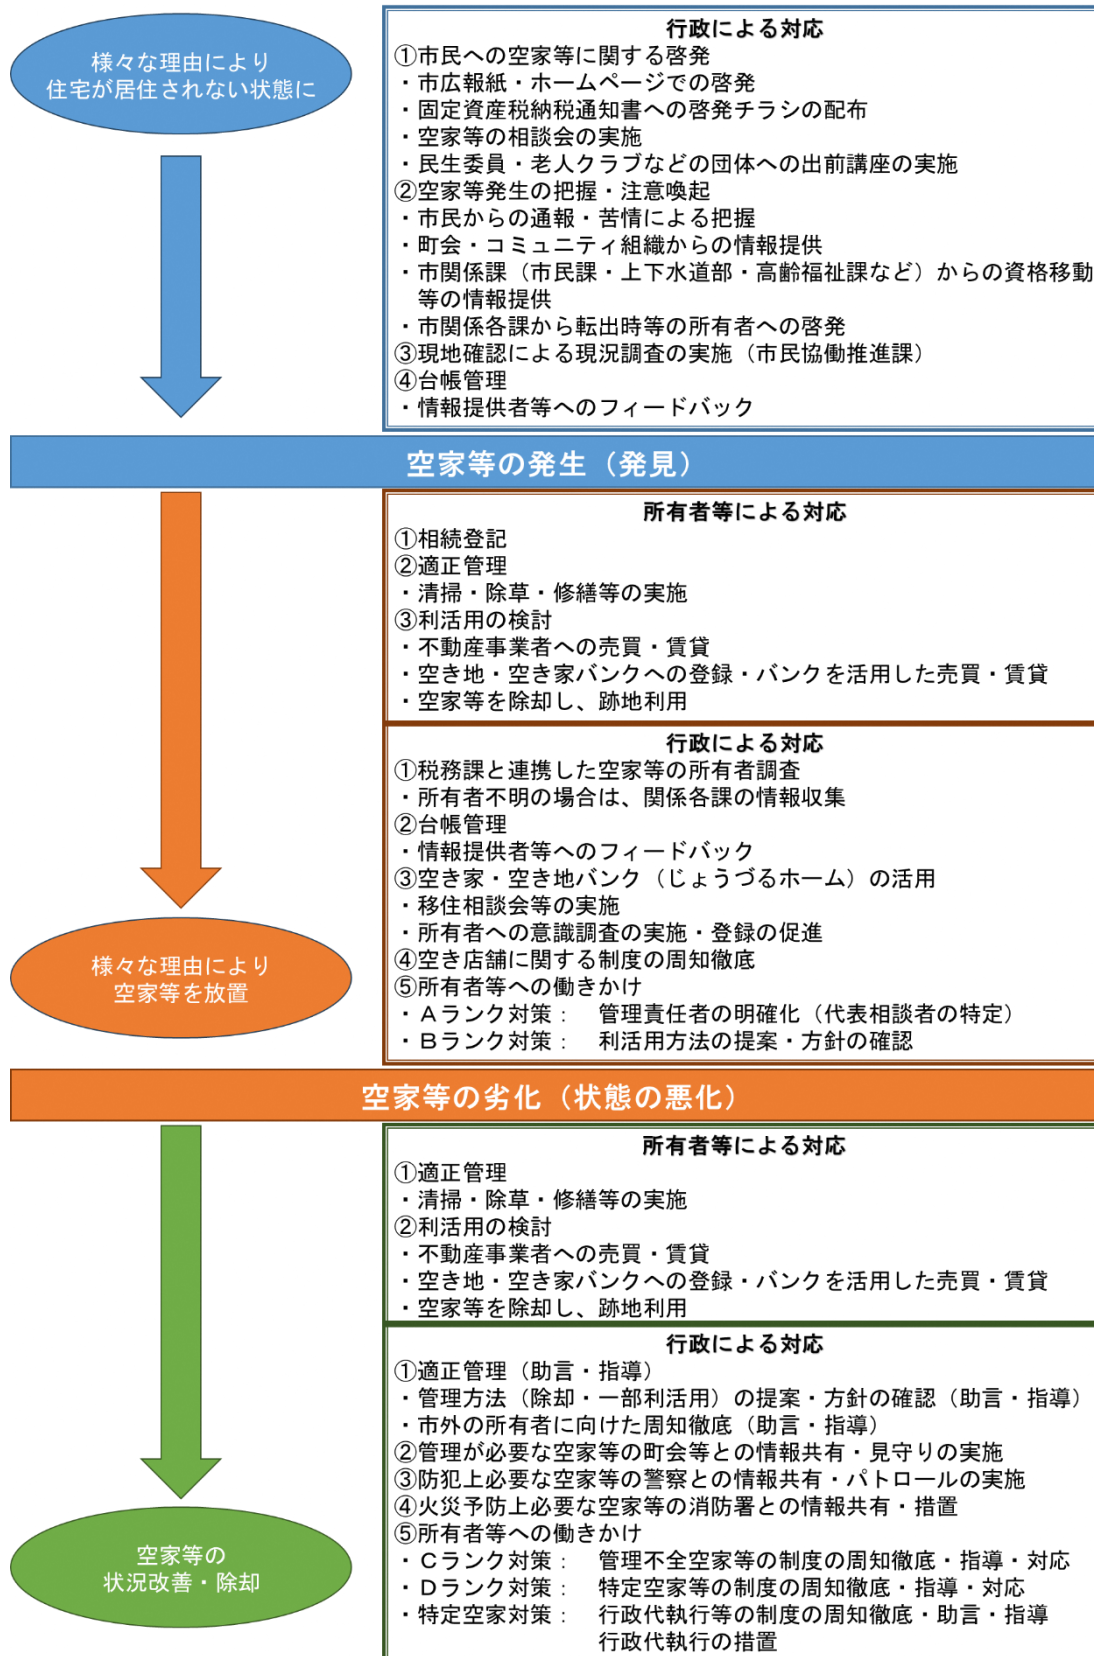 様々な理由により
住宅が居住されない状態に
行政による対応
①市民への空家等に関する啓発
・市広報紙・ホームページでの啓発
・固定資産税納税通知書への啓発チラシの配布
・空家等の相談会の実施
・民生委員・老人クラブなどの団体への出前講座の実施
②空家等発生の把握・注意喚起
・市民からの通報・苦情による把握
・町会・コミュニティ組織からの情報提供
・市関係課（市民課・上下水道部・高齢福祉課など）からの資格移動
等の情報提供
・市関係各課から転出時等の所有者への啓発
③現地確認による現況調査の実施（市民協働推進課）
④台帳管理
・情報提供者等へのフィードバック
空家等の発生（発見）
所有者等による対応
①相続登記
②適正管理
・清掃・除草・修繕等の実施
③利活用の検討
・不動産事業者への売買・賃貸
・空き地・空き家バンクへの登録・バンクを活用した売買・賃貸
・空家等を除却し、跡地利用
行政による対応
①税務課と連携した空家等の所有者調査
・所有者不明の場合は、関係各課の情報収集
②台帳管理
・情報提供者等へのフィードバック
③空き家・空き地バンク（じょうづるホーム）の活用
・移住相談会等の実施
・所有者への意識調査の実施・登録の促進
④空き店舗に関する制度の周知徹底
⑤所有者等への働きかけ
・Ａランク対策： 管理責任者の明確化（代表相談者の特定）
・Ｂランク対策： 利活用方法の提案・方針の確認
様々な理由により
空家等を放置
空家等の劣化（状態の悪化）
所有者等による対応
①適正管理
・清掃・除草・修繕等の実施
②利活用の検討
・不動産事業者への売買・賃貸
・空き地・空き家バンクへの登録・バンクを活用した売買・賃貸
・空家等を除却し、跡地利用
行政による対応
①適正管理（助言・指導）
・管理方法（除却・一部利活用）の提案・方針の確認（助言・指導）
・市外の所有者に向けた周知徹底（助言・指導）
②管理が必要な空家等の町会等との情報共有・見守りの実施
③防犯上必要な空家等の警察との情報共有・パトロールの実施
④火災予防上必要な空家等の消防署との情報共有・措置
⑤所有者等への働きかけ
・Ｃランク対策： 管理不全空家等の制度の周知徹底・指導・対応
・Ｄランク対策： 特定空家等の制度の周知徹底・指導・対応
・特定空家対策： 行政代執行等の制度の周知徹底・助言・指導
行政代執行の措置
空家等の
状況改善・除却